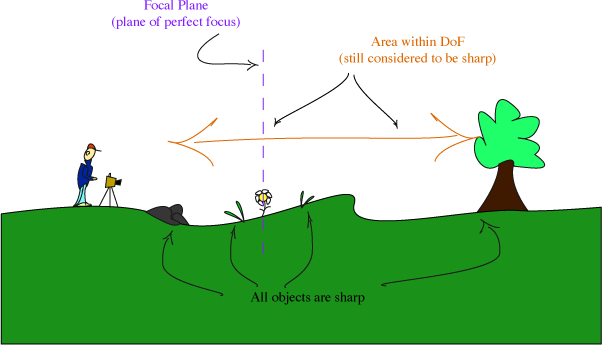 Focal Plane
(plane of perfect focus)
Area within DoF
(still considered to be sharp)
All objects are sharp